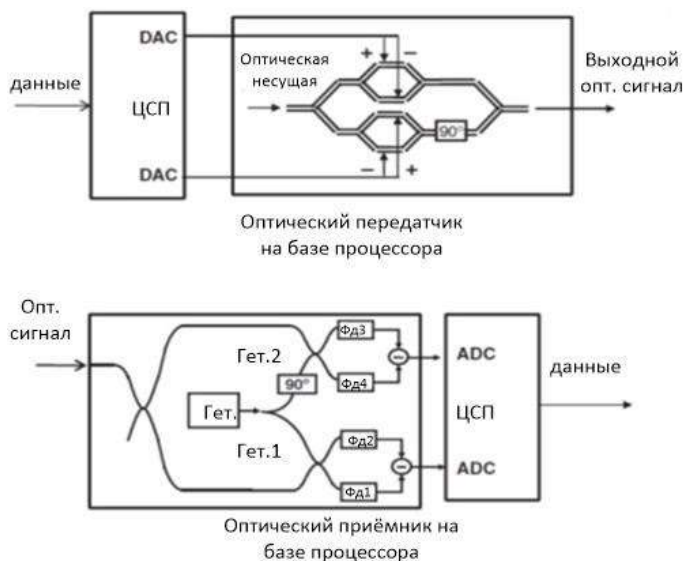 DAC
данные
ЦСП
DAC
Оптическая
несущая
+
−
90°
−
+
Выходной
опт. сигнал
Оптический передатчик
на базе процессора
Опт.
сигнал
Гет.2
90°
Гет.
Гет.1
Фд3
−
Фд4
Фд2
−
Фд1
ADC
ЦСП
ADC
данные
Оптический приёмник на
базе процессора